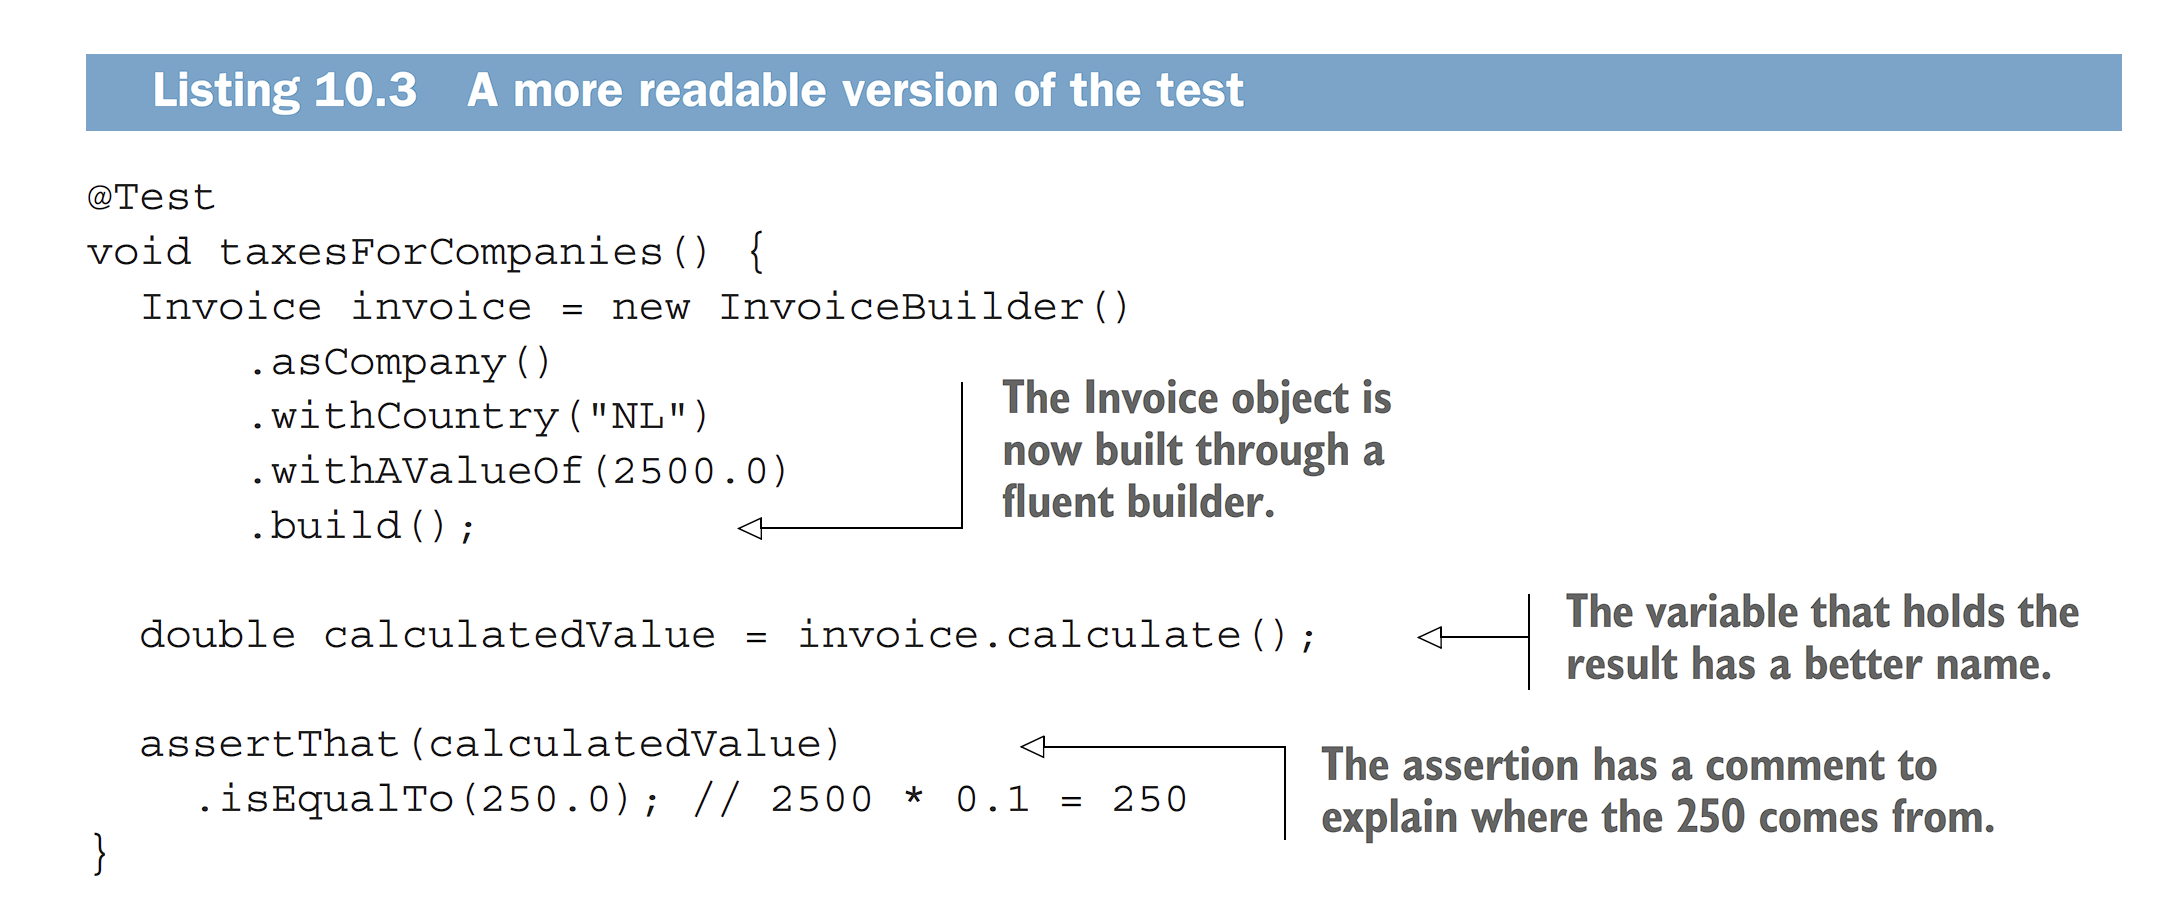 Listing 10.3 A more readable version of the test
@Test
void taxesForCompanies() {
Invoice invoice = new InvoiceBuilder()
.asCompany()
.withCountry("NL")
.withAValueOf(2500.0)
.build();
The Invoice object is
now built through a
fluent builder.
double calculatedValue = invoice.calculate();
The variable that holds the
result has a better name.
assertThat(calculatedValue)
.isEqualTo(250.0); // 2500 * 0.1 = 250
The assertion has a comment to
explain where the 250 comes from.
}